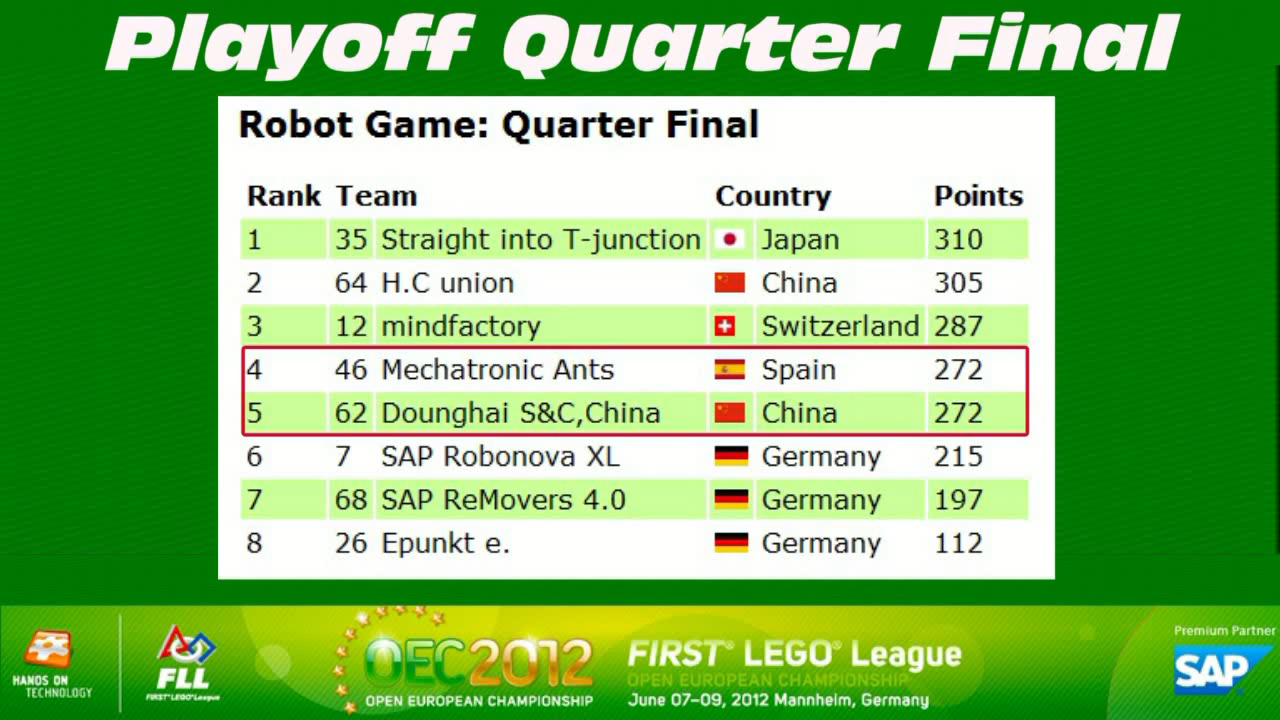 Playoff Quarter Final
Robot Game: Quarter Final
Rank Team Country Points
1 35 Straight into T-junction Japan 310
2 64 H.C union China 305
3 12 mindfactory Switzerland 287
4 46 Mechatronic Ants Spain 272
5 62 Dounghai S&C,China China 272
6 7 SAP Robonova XL Germany 215
7 68 SAP ReMovers 4.0 Germany 197
8 26 Epunkt e. Germany 112
HANDS ON
TECHNOLOGY
FLL
FIRST LEGO League
OEC2012
OPEN EUROPEAN CHAMPIONSHIP
FIRST® LEGO® League
OPEN EUROPEAN CHAMPIONSHIP
June 07–09, 2012 Mannheim, Germany
Premium Partner
SAP